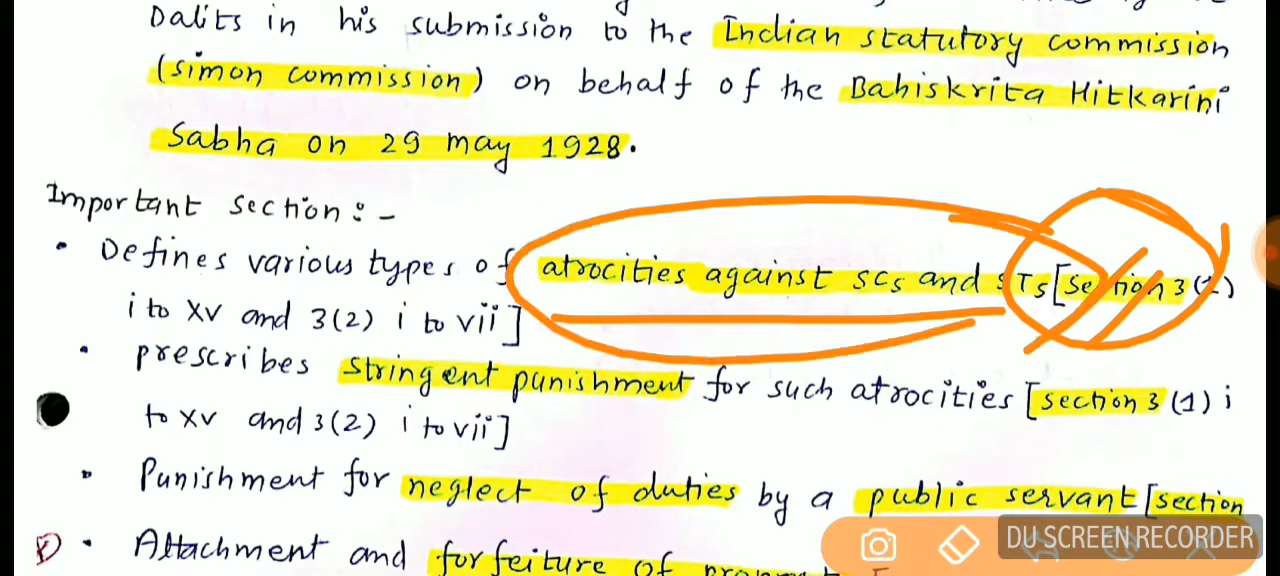 Dalits in his submission to the Indian statutory commission
(simon commission) on behalf of the Bahiskrita Hitkarini
Sabha on 29 may 1928.
Important section: -
• Defines various types of atrocities against SCs and STs [section 3 (1)
i to xv and 3(2) i to vii]
• prescribes stringent punishment for such atrocities [section 3 (1) i
to xv and 3(2) i to vii]
• Punishment for neglect of duties by a public servant [section
• Attachment and forfeiture of
DU SCREEN RECORDER